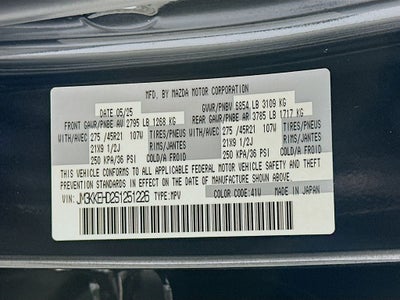 MFD. BY MAZDA MOTOR CORPORATION
DATE 05/25 GVWR/PNBV 6854 LB 3109 KG
FRONT GAWR/PNBE AV 2795 LB 1268 KG REAR GAWR/PNBE AR 3785 LB 1717 KG
WITH/AVEC 275 /45R21 107W TIRES/PNEUS WITH/AVEC 275 /45R21 107W TIRES/PNEUS
21X9 1/2J RIMS/JANTES 21X9 1/2J RIMS/JANTES
250 KPA/36 PSI COLD/A FROID 250 KPA/36 PSI COLD/A FROID
THIS VEHICLE CONFORMS TO ALL APPLICABLE FEDERAL MOTOR VEHICLE SAFETY AND THEFT
PREVENTION STANDARDS IN EFFECT ON THE DATE OF MANUFACTURE SHOWN ABOVE.
VIN: JM3KKEHD2S1251226 TYPE: MPV COLOR CODE: 41U MADE IN JAPAN